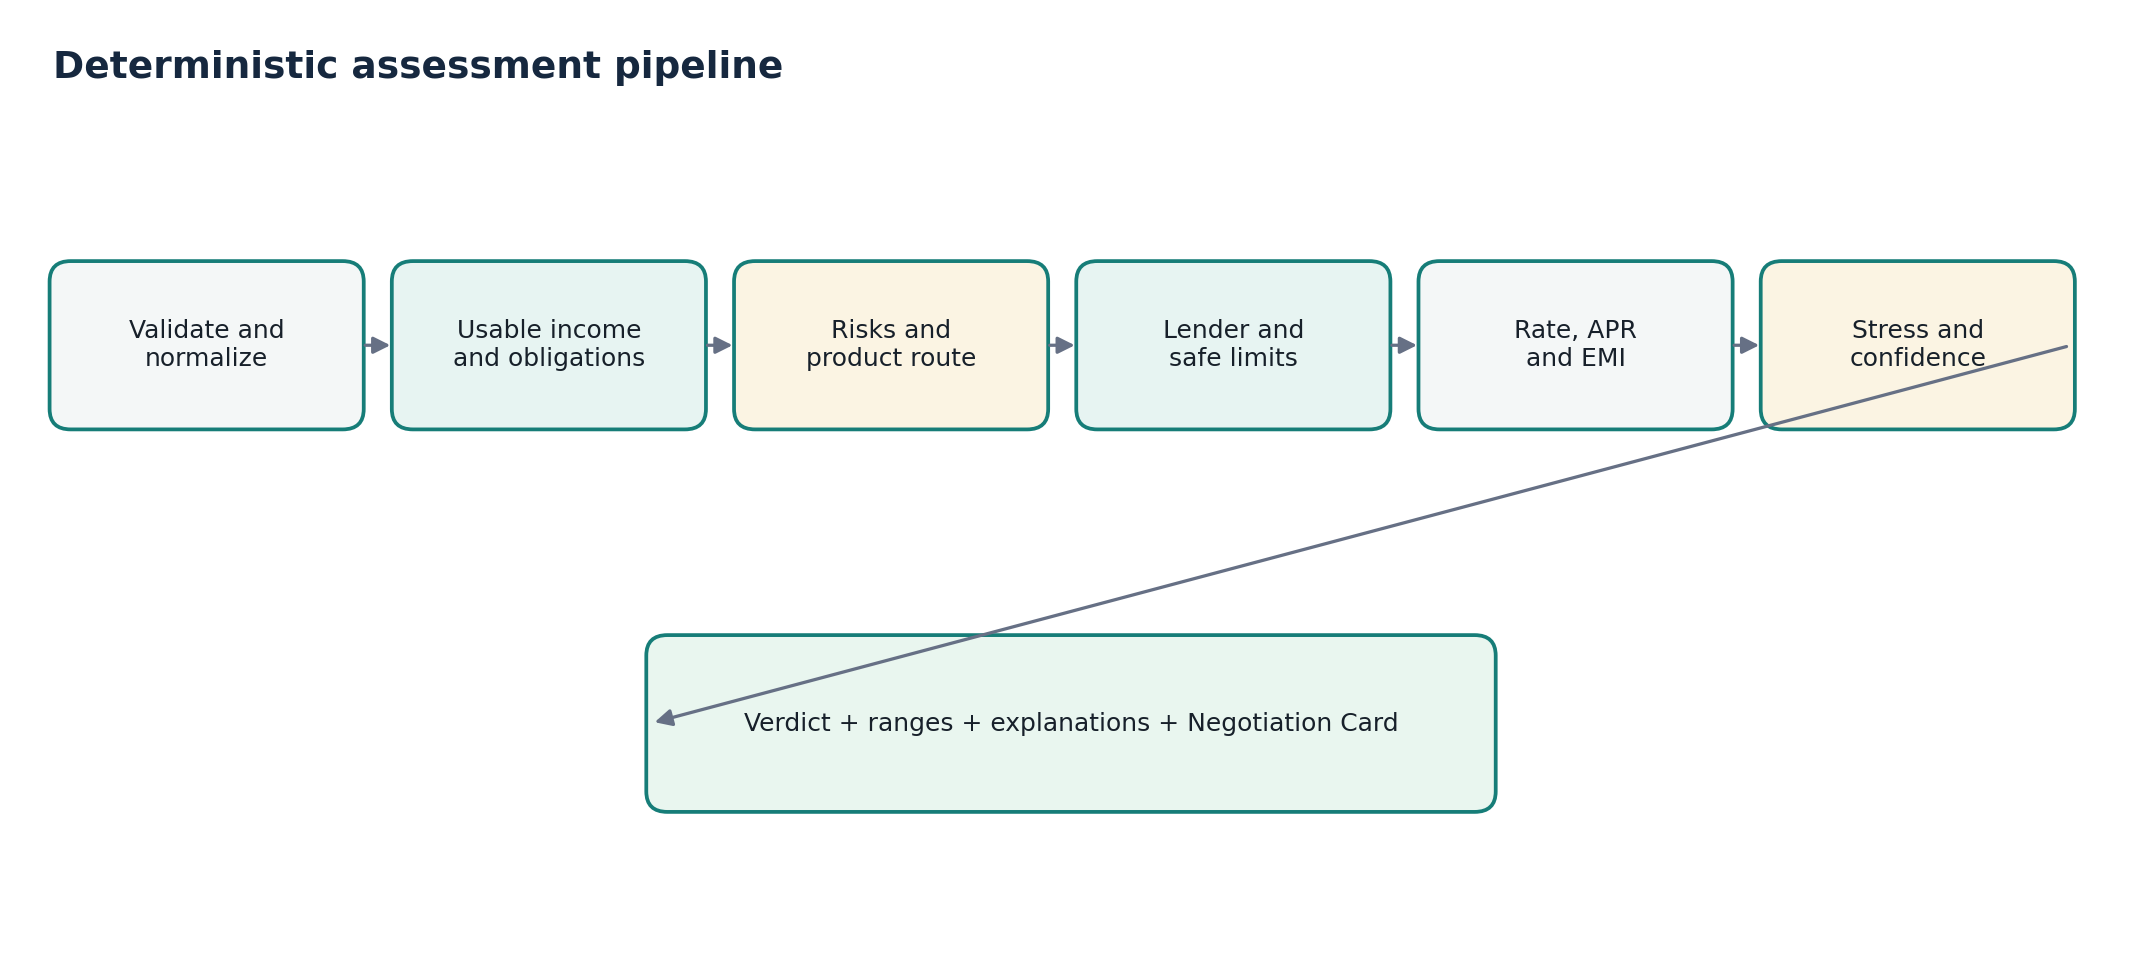 Deterministic assessment pipeline
Validate and
normalize
Usable income
and obligations
Risks and
product route
Lender and
safe limits
Rate, APR
and EMI
Stress and
confidence
Verdict + ranges + explanations + Negotiation Card